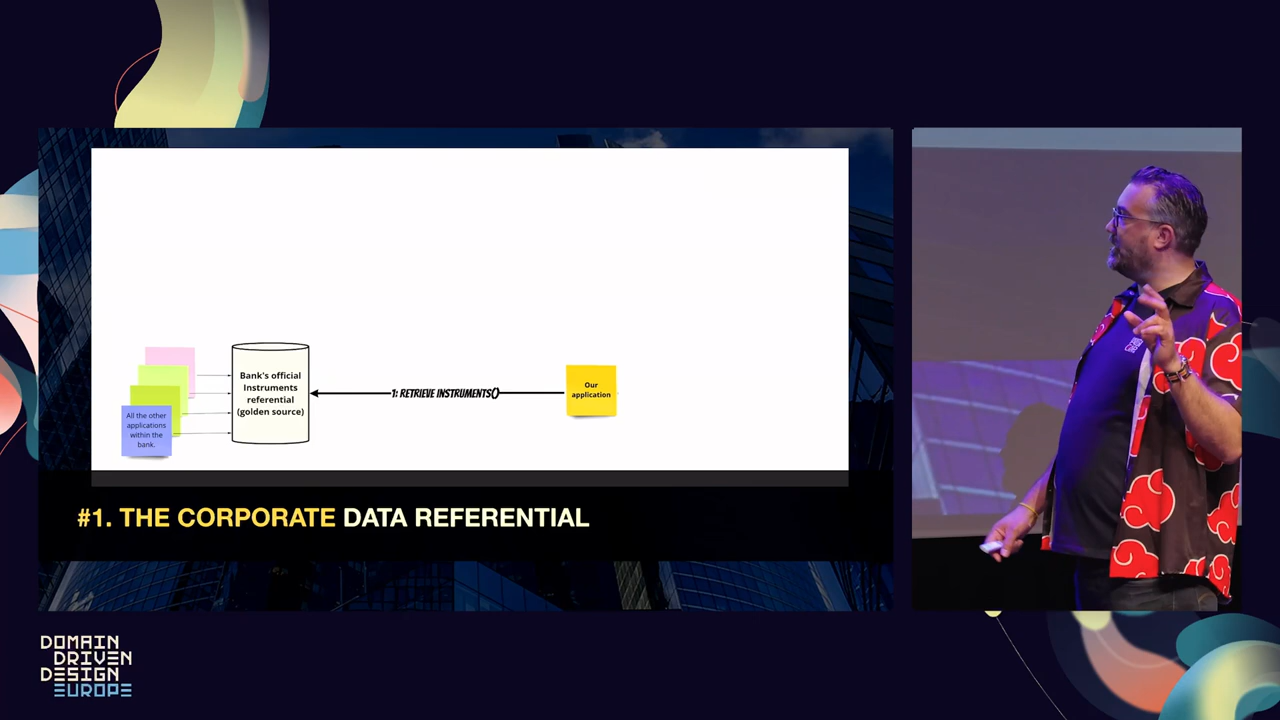 Bank's official
Instruments
referential
(golden source)
1: RETRIEVE INSTRUMENTS()
Our
application
All the other
applications
within the
bank.
#1. THE CORPORATE DATA REFERENTIAL
DOMAIN
DRIVEN
DESIGN
EUROPE